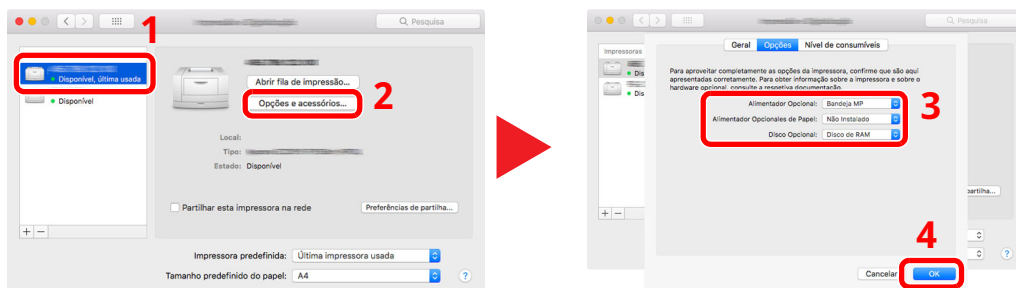 1
Pesquisa
Disponível, última usada
Disponível
Abrir fila de impressão...
Opções e acessórios...
2
Local:
Tipo:
Estado: Disponível
Partilhar esta impressora na rede
Preferências de partilha...
+ −
Impressora predefinida: Última impressora usada
Tamanho predefinido do papel: A4
?
Pesquisa
Impressoras
Dis
Dis
Geral Opções Nível de consumíveis
Para aproveitar completamente as opções da impressora, confirme que são aqui
apresentadas corretamente. Para obter informação sobre a impressora e sobre o
hardware opcional, consulte a respetiva documentação.
Alimentador Opcional: Bandeja MP
Alimentador Opcionales de Papel: Não Instalado
Disco Opcional: Disco de RAM
3
partilha...
+ −
4
?
Cancelar
OK